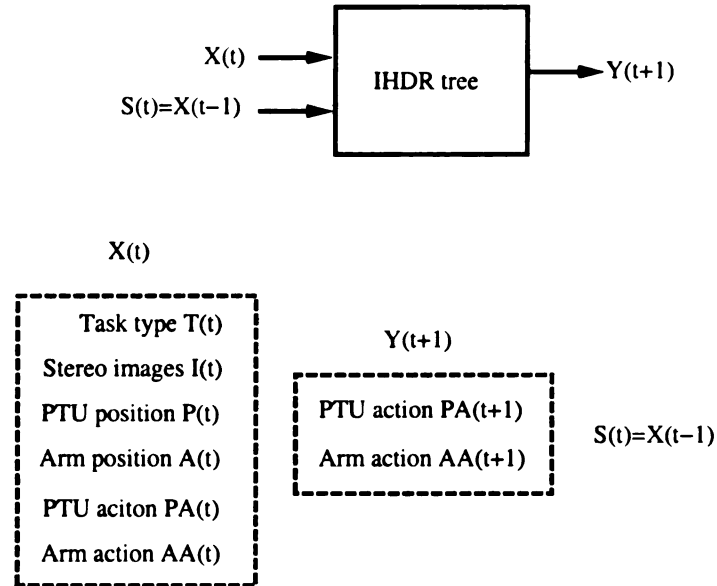 X(t)
S(t)=X(t−1)
IHDR tree
Y(t+1)
X(t)
Task type T(t)
Stereo images I(t)
PTU position P(t)
Arm position A(t)
PTU aciton PA(t)
Arm action AA(t)
Y(t+1)
PTU action PA(t+1)
Arm action AA(t+1)
S(t)=X(t−1)